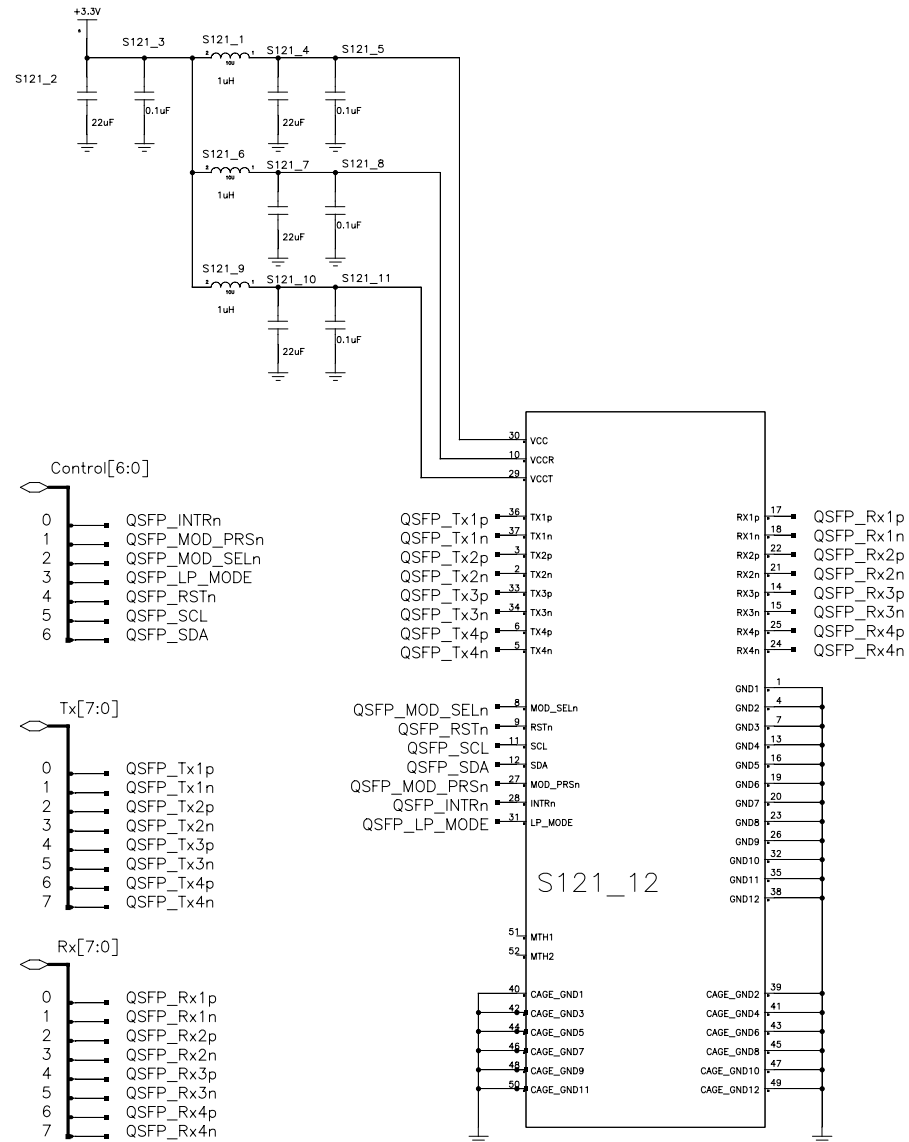 +3.3V
S121_3
S121_1
S121_4
S121_5
S121_2
2
1
10U
1uH
22uF
0.1uF
22uF
0.1uF
S121_6
S121_7
S121_8
2
1
10U
1uH
22uF
0.1uF
S121_9
S121_10
S121_11
2
1
10U
1uH
22uF
0.1uF
Control[6:0]
0 QSFP_INTRn
1 QSFP_MOD_PRSn
2 QSFP_MOD_SELn
3 QSFP_LP_MODE
4 QSFP_RSTn
5 QSFP_SCL
6 QSFP_SDA
Tx[7:0]
0 QSFP_Tx1p
1 QSFP_Tx1n
2 QSFP_Tx2p
3 QSFP_Tx2n
4 QSFP_Tx3p
5 QSFP_Tx3n
6 QSFP_Tx4p
7 QSFP_Tx4n
Rx[7:0]
0 QSFP_Rx1p
1 QSFP_Rx1n
2 QSFP_Rx2p
3 QSFP_Rx2n
4 QSFP_Rx3p
5 QSFP_Rx3n
6 QSFP_Rx4p
7 QSFP_Rx4n
30 VCC
10 VCCR
29 VCCT
QSFP_Tx1p 36 TX1p
QSFP_Tx1n 37 TX1n
QSFP_Tx2p 3 TX2p
QSFP_Tx2n 2 TX2n
QSFP_Tx3p 33 TX3p
QSFP_Tx3n 34 TX3n
QSFP_Tx4p 6 TX4p
QSFP_Tx4n 5 TX4n
QSFP_MOD_SELn 8 MOD_SELn
QSFP_RSTn 9 RSTn
QSFP_SCL 11 SCL
QSFP_SDA 12 SDA
QSFP_MOD_PRSn 27 MOD_PRSn
QSFP_INTRn 28 INTRn
QSFP_LP_MODE 31 LP_MODE
S121_12
51 MTH1
52 MTH2
40 CAGE_GND1
42 CAGE_GND3
44 CAGE_GND5
46 CAGE_GND7
48 CAGE_GND9
50 CAGE_GND11
RX1p 17 QSFP_Rx1p
RX1n 18 QSFP_Rx1n
RX2p 22 QSFP_Rx2p
RX2n 21 QSFP_Rx2n
RX3p 14 QSFP_Rx3p
RX3n 15 QSFP_Rx3n
RX4p 25 QSFP_Rx4p
RX4n 24 QSFP_Rx4n
GND1 1
GND2 4
GND3 7
GND4 13
GND5 16
GND6 19
GND7 20
GND8 23
GND9 26
GND10 32
GND11 35
GND12 38
CAGE_GND2 39
CAGE_GND4 41
CAGE_GND6 43
CAGE_GND8 45
CAGE_GND10 47
CAGE_GND12 49